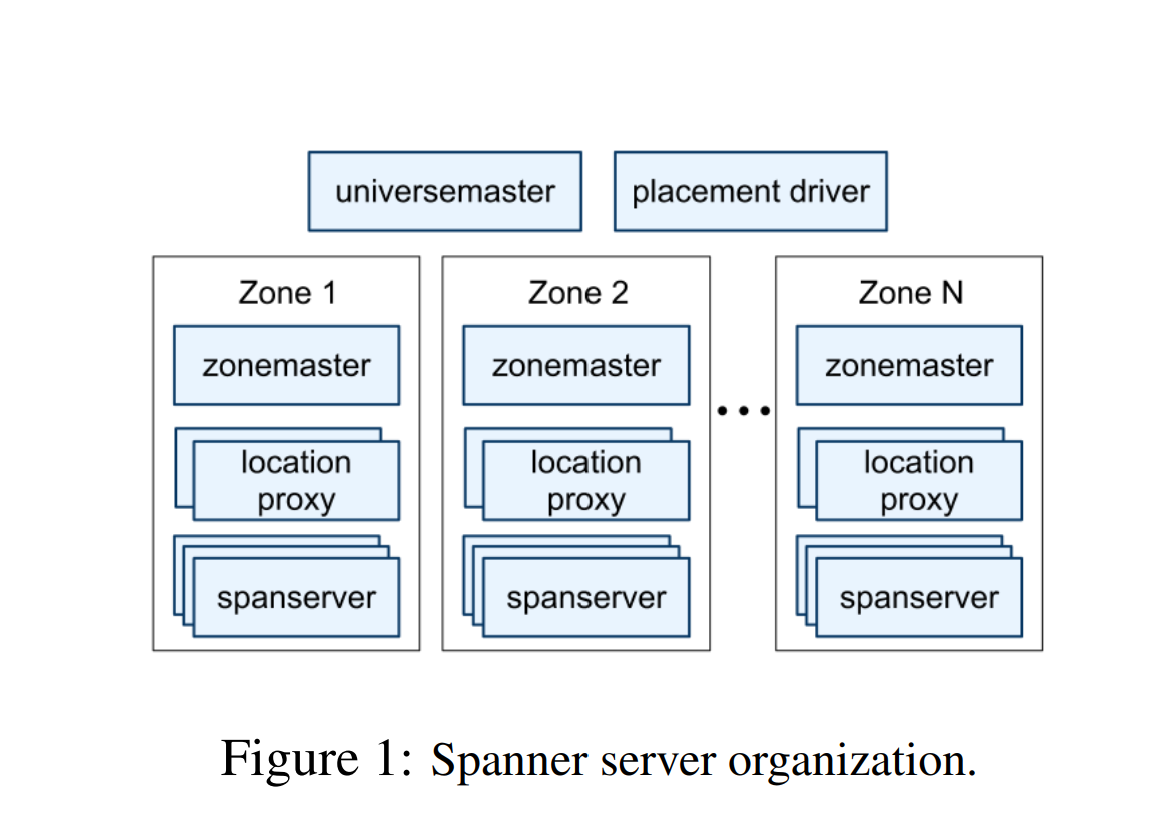 universemaster
placement driver
Zone 1
zonemaster
location
proxy
spanserver
Zone 2
zonemaster
location
proxy
spanserver
...
Zone N
zonemaster
location
proxy
spanserver
Figure 1: Spanner server organization.